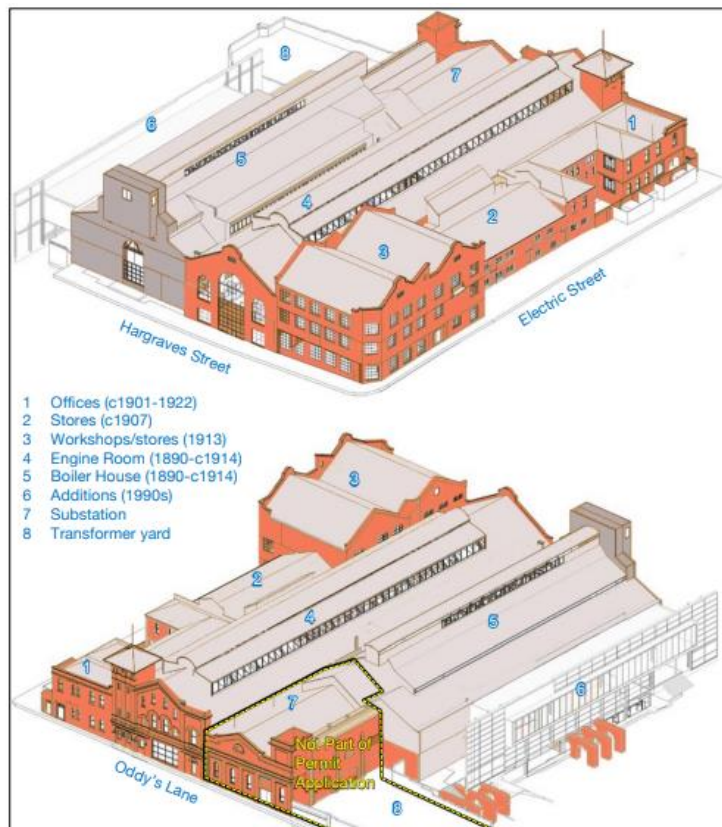 8
7
6
1
5
4
2
3
Hargraves Street
Electric Street
1 Offices (c1901-1922)
2 Stores (c1907)
3 Workshops/stores (1913)
4 Engine Room (1890-c1914)
5 Boiler House (1890-c1914)
6 Additions (1990s)
7 Substation
8 Transformer yard
3
2
4
5
1
7
6
Not Part of
Permit
Application
Oddy's Lane
8